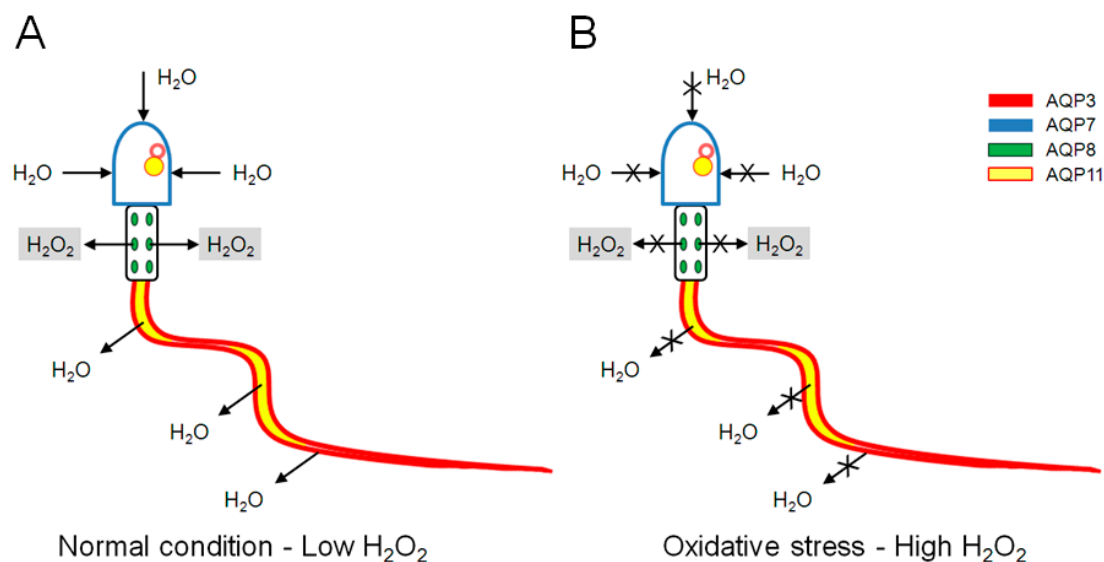 A
B
H₂O
H₂O
AQP3
AQP7
AQP8
AQP11
H₂O
H₂O
H₂O
H₂O
H₂O₂
H₂O₂
H₂O₂
H₂O₂
H₂O
H₂O
H₂O
H₂O
H₂O
H₂O
Normal condition - Low H₂O₂
Oxidative stress - High H₂O₂